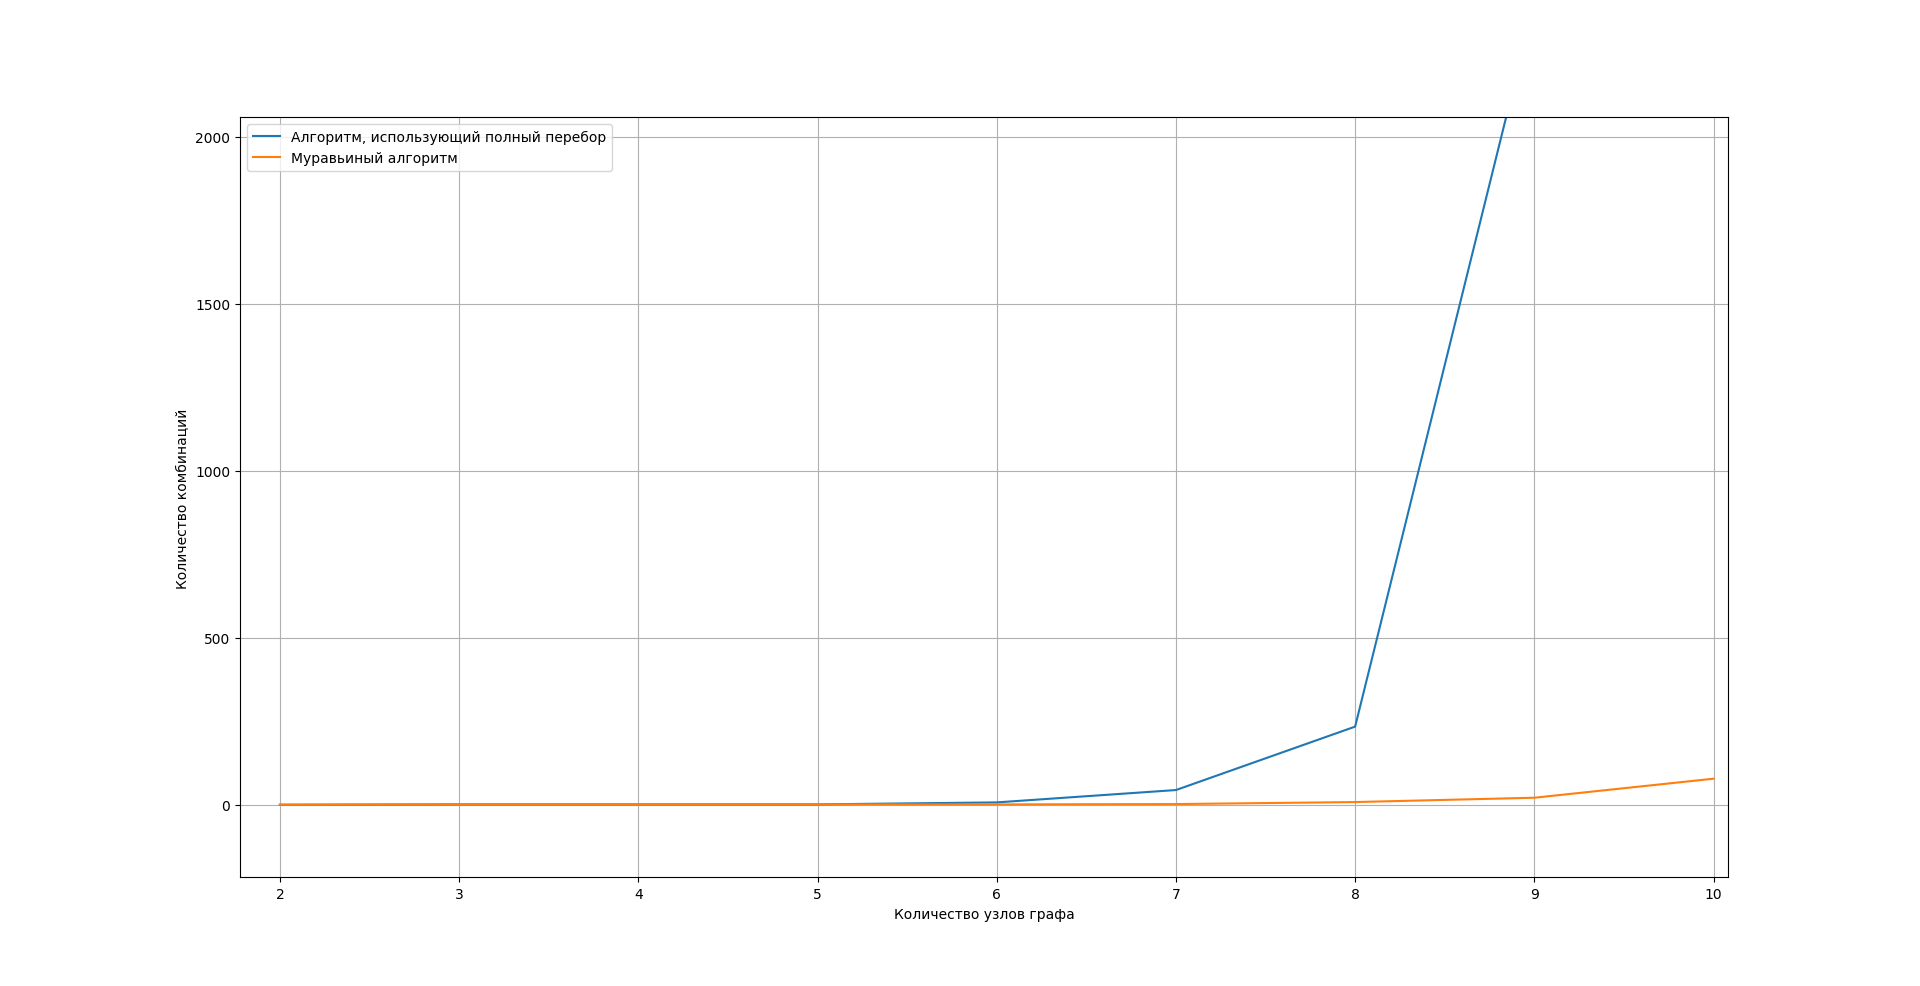 Алгоритм, использующий полный перебор
Муравьиный алгоритм
2000
1500
1000
500
0
Количество комбинаций
2 3 4 5 6 7 8 9 10
Количество узлов графа